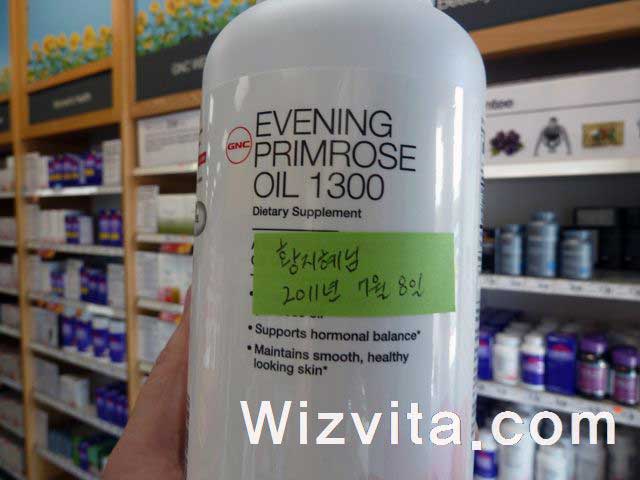 GNC
EVENING
PRIMROSE
OIL 1300
Dietary Supplement
황지혜님
2011년 7월 8일
• Supports hormonal balance*
• Maintains smooth, healthy
looking skin*
Wizvita.com